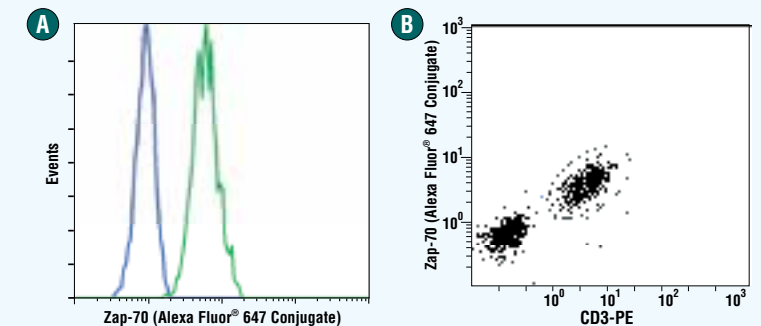 A
Events
Zap-70 (Alexa Fluor® 647 Conjugate)
B
Zap-70 (Alexa Fluor® 647 Conjugate)
10³
10²
10¹
10⁰
10⁰ 10¹ 10² 10³
CD3-PE